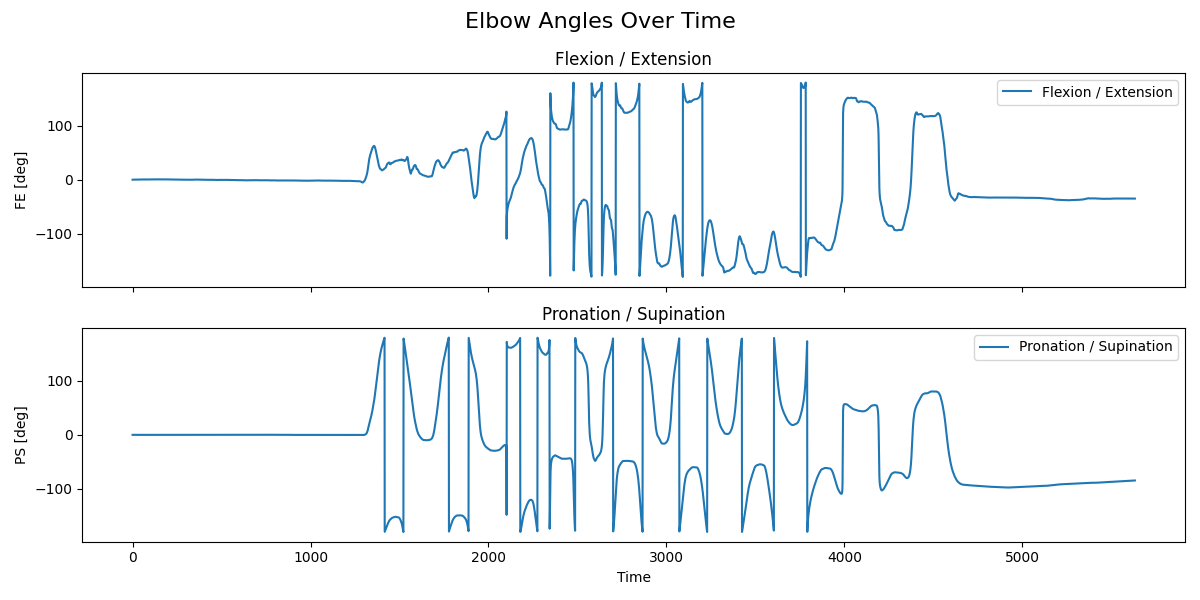 Elbow Angles Over Time
Flexion / Extension
Flexion / Extension
FE [deg]
100
0
−100
Pronation / Supination
Pronation / Supination
PS [deg]
100
0
−100
0 1000 2000 3000 4000 5000
Time